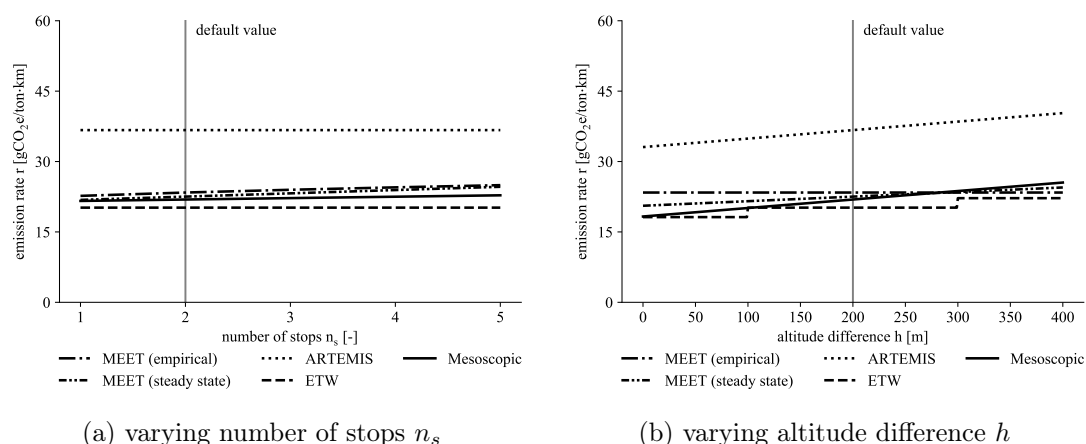 60
45
30
15
0
emission rate r [gCO₂e/ton·km]
default value
1 2 3 4 5
number of stops nₛ [-]
MEET (empirical) ARTEMIS Mesoscopic
MEET (steady state) ETW
(a) varying number of stops nₛ
60
45
30
15
0
emission rate r [gCO₂e/ton·km]
default value
0 50 100 150 200 250 300 350 400
altitude difference h [m]
MEET (empirical) ARTEMIS Mesoscopic
MEET (steady state) ETW
(b) varying altitude difference h